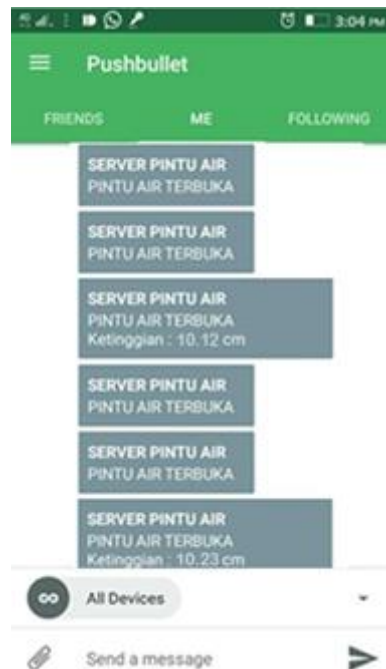 3:04 PM
Pushbullet
FRIENDS ME FOLLOWING
SERVER PINTU AIR
PINTU AIR TERBUKA
SERVER PINTU AIR
PINTU AIR TERBUKA
SERVER PINTU AIR
PINTU AIR TERBUKA
Ketinggian : 10.12 cm
SERVER PINTU AIR
PINTU AIR TERBUKA
SERVER PINTU AIR
PINTU AIR TERBUKA
SERVER PINTU AIR
PINTU AIR TERBUKA
Ketinggian : 10.23 cm
All Devices
Send a message